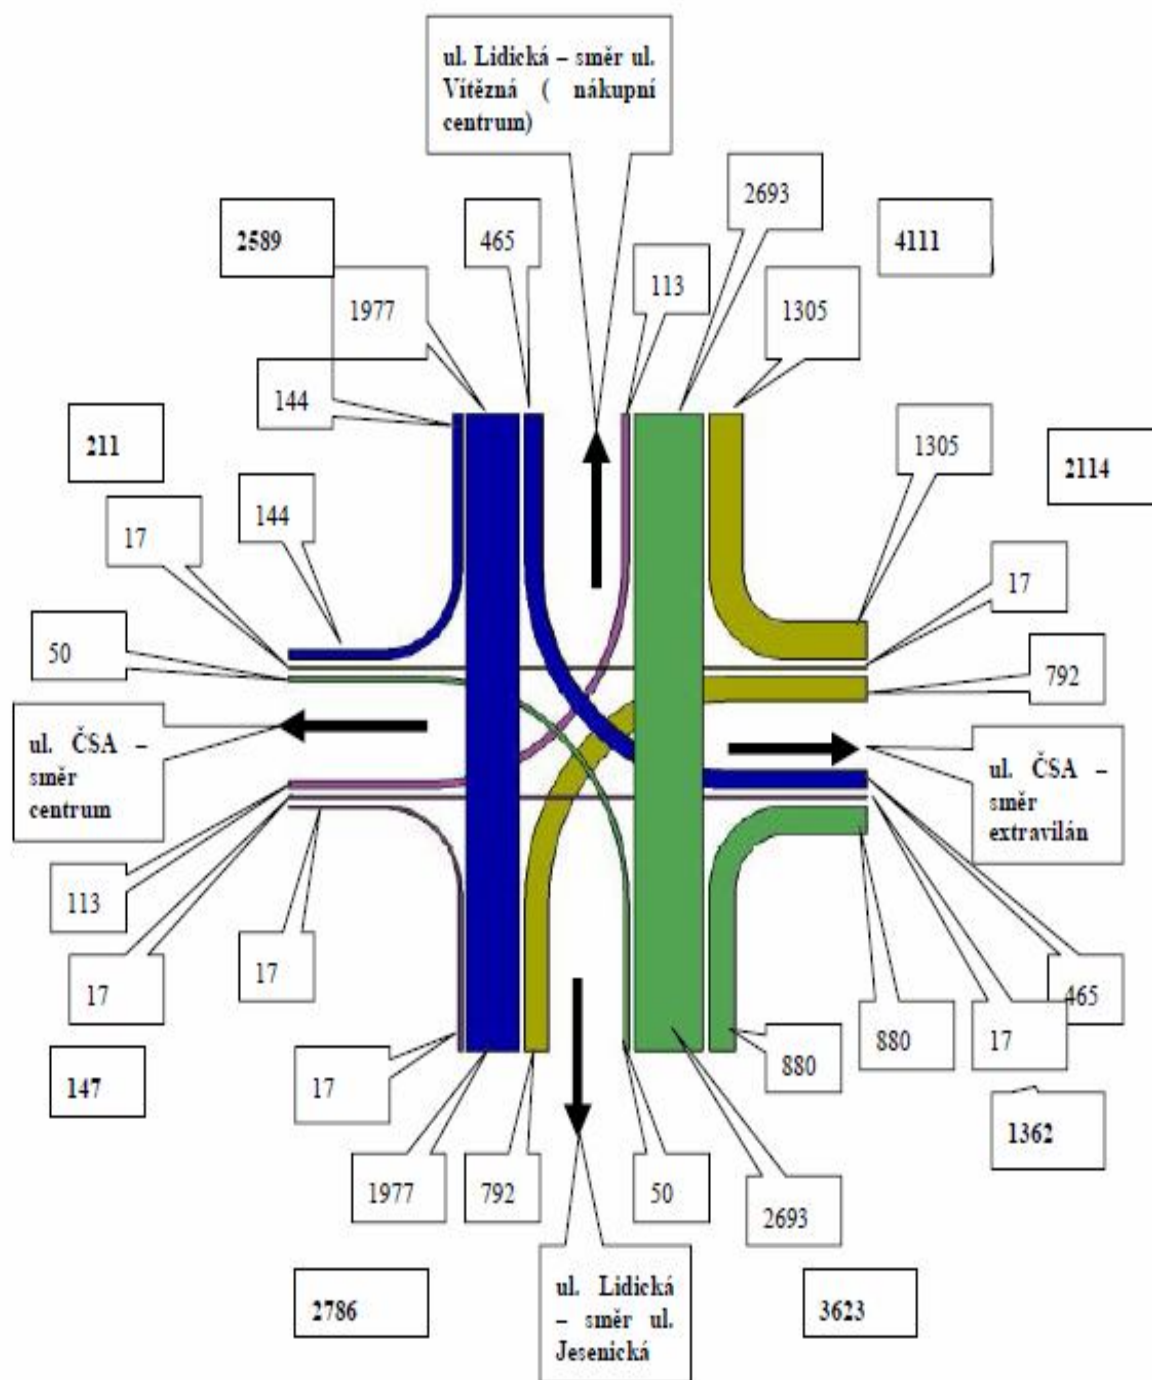 ul. Lidická – směr ul.
Vítězná ( nákupní
centrum)
2693
2589
465
4111
113
1977
1305
144
211
1305
2114
144
17
17
50
792
ul. ČSA –
směr
centrum
ul. ČSA –
směr
extravilán
113
17
17
465
880
17
880
147
17
1362
1977
792
50
2693
2786
ul. Lidická
– směr ul.
Jesenická
3623